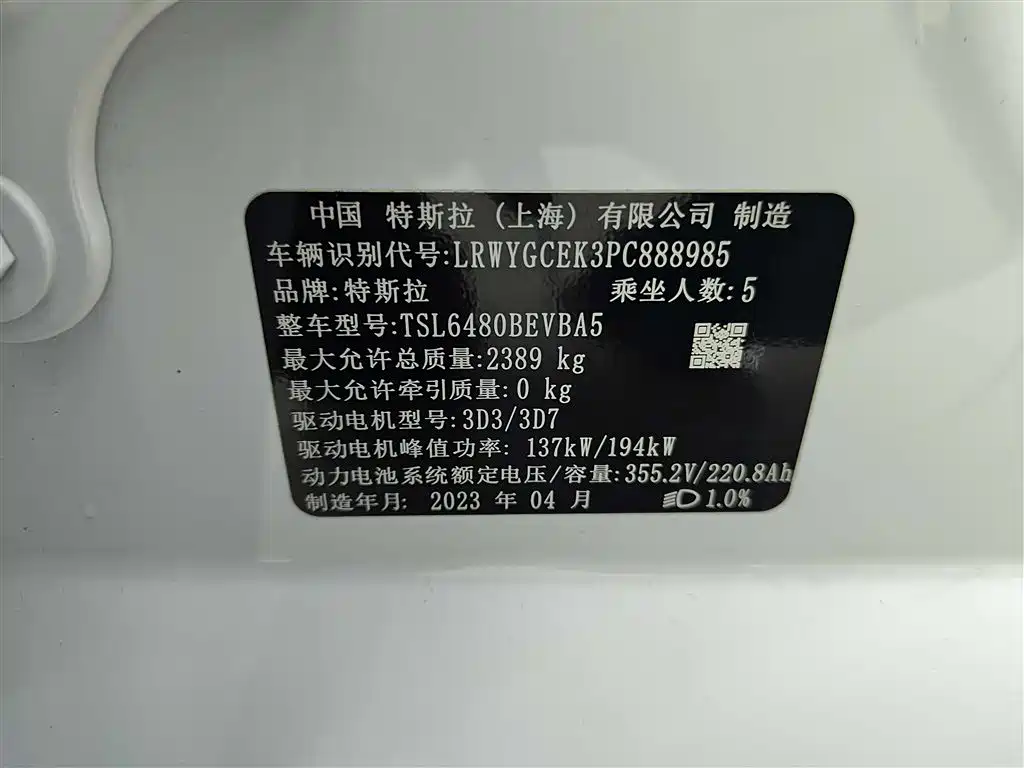 中国 特斯拉 (上海) 有限公司 制造
车辆识别代号:LRWYGCEK3PC888985
品牌:特斯拉 乘坐人数:5
整车型号:TSL6480BEVBA5
最大允许总质量:2389 kg
最大允许牵引质量:0 kg
驱动电机型号:3D3/3D7
驱动电机峰值功率: 137kW/194kW
动力电池系统额定电压/容量:355.2V/220.8Ah
制造年月: 2023 年 04 月 1.0%